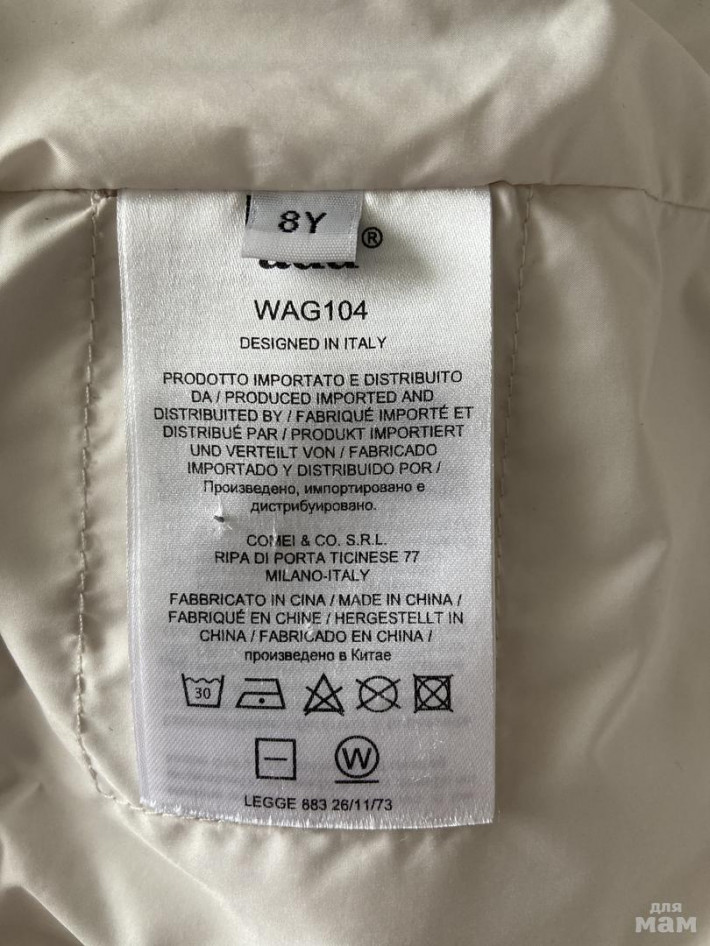 8Y
®
WAG104
DESIGNED IN ITALY
PRODOTTO IMPORTATO E DISTRIBUITO
DA / PRODUCED IMPORTED AND
DISTRIBUITED BY / FABRIQUÉ IMPORTÉ ET
DISTRIBUÉ PAR / PRODUKT IMPORTIERT
UND VERTEILT VON / FABRICADO
IMPORTADO Y DISTRIBUIDO POR /
Произведено, импортировано е
дистрибуировано.
COMEI & CO. S.R.L.
RIPA DI PORTA TICINESE 77
MILANO-ITALY
FABBRICATO IN CINA / MADE IN CHINA /
FABRIQUÉ EN CHINE / HERGESTELLT IN
CHINA / FABRICADO EN CHINA /
произведено в Китае
30
W
LEGGE 883 26/11/73
для
мам